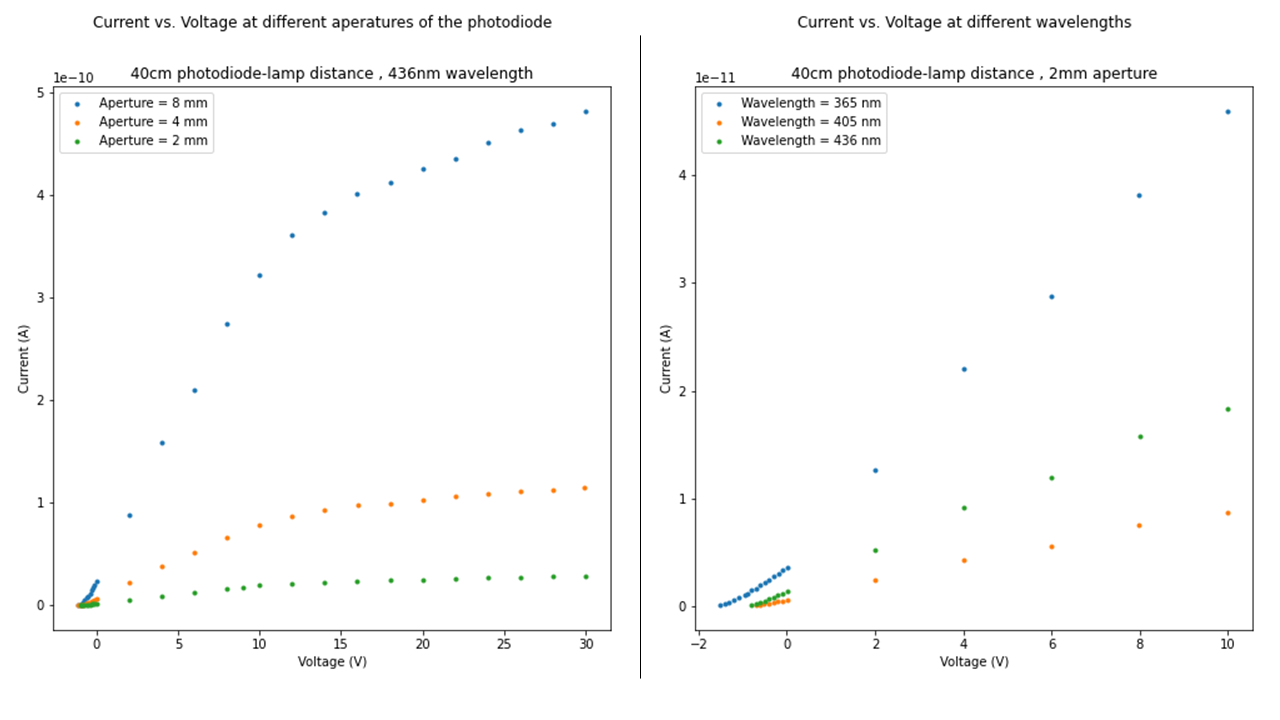 Current vs. Voltage at different aperatures of the photodiode
40cm photodiode-lamp distance , 436nm wavelength
1e−10
Aperture = 8 mm
Aperture = 4 mm
Aperture = 2 mm
5
4
3
2
1
0
Current (A)
0 5 10 15 20 25 30
Voltage (V)
Current vs. Voltage at different wavelengths
40cm photodiode-lamp distance , 2mm aperture
1e−11
Wavelength = 365 nm
Wavelength = 405 nm
Wavelength = 436 nm
4
3
2
1
0
Current (A)
−2 0 2 4 6 8 10
Voltage (V)